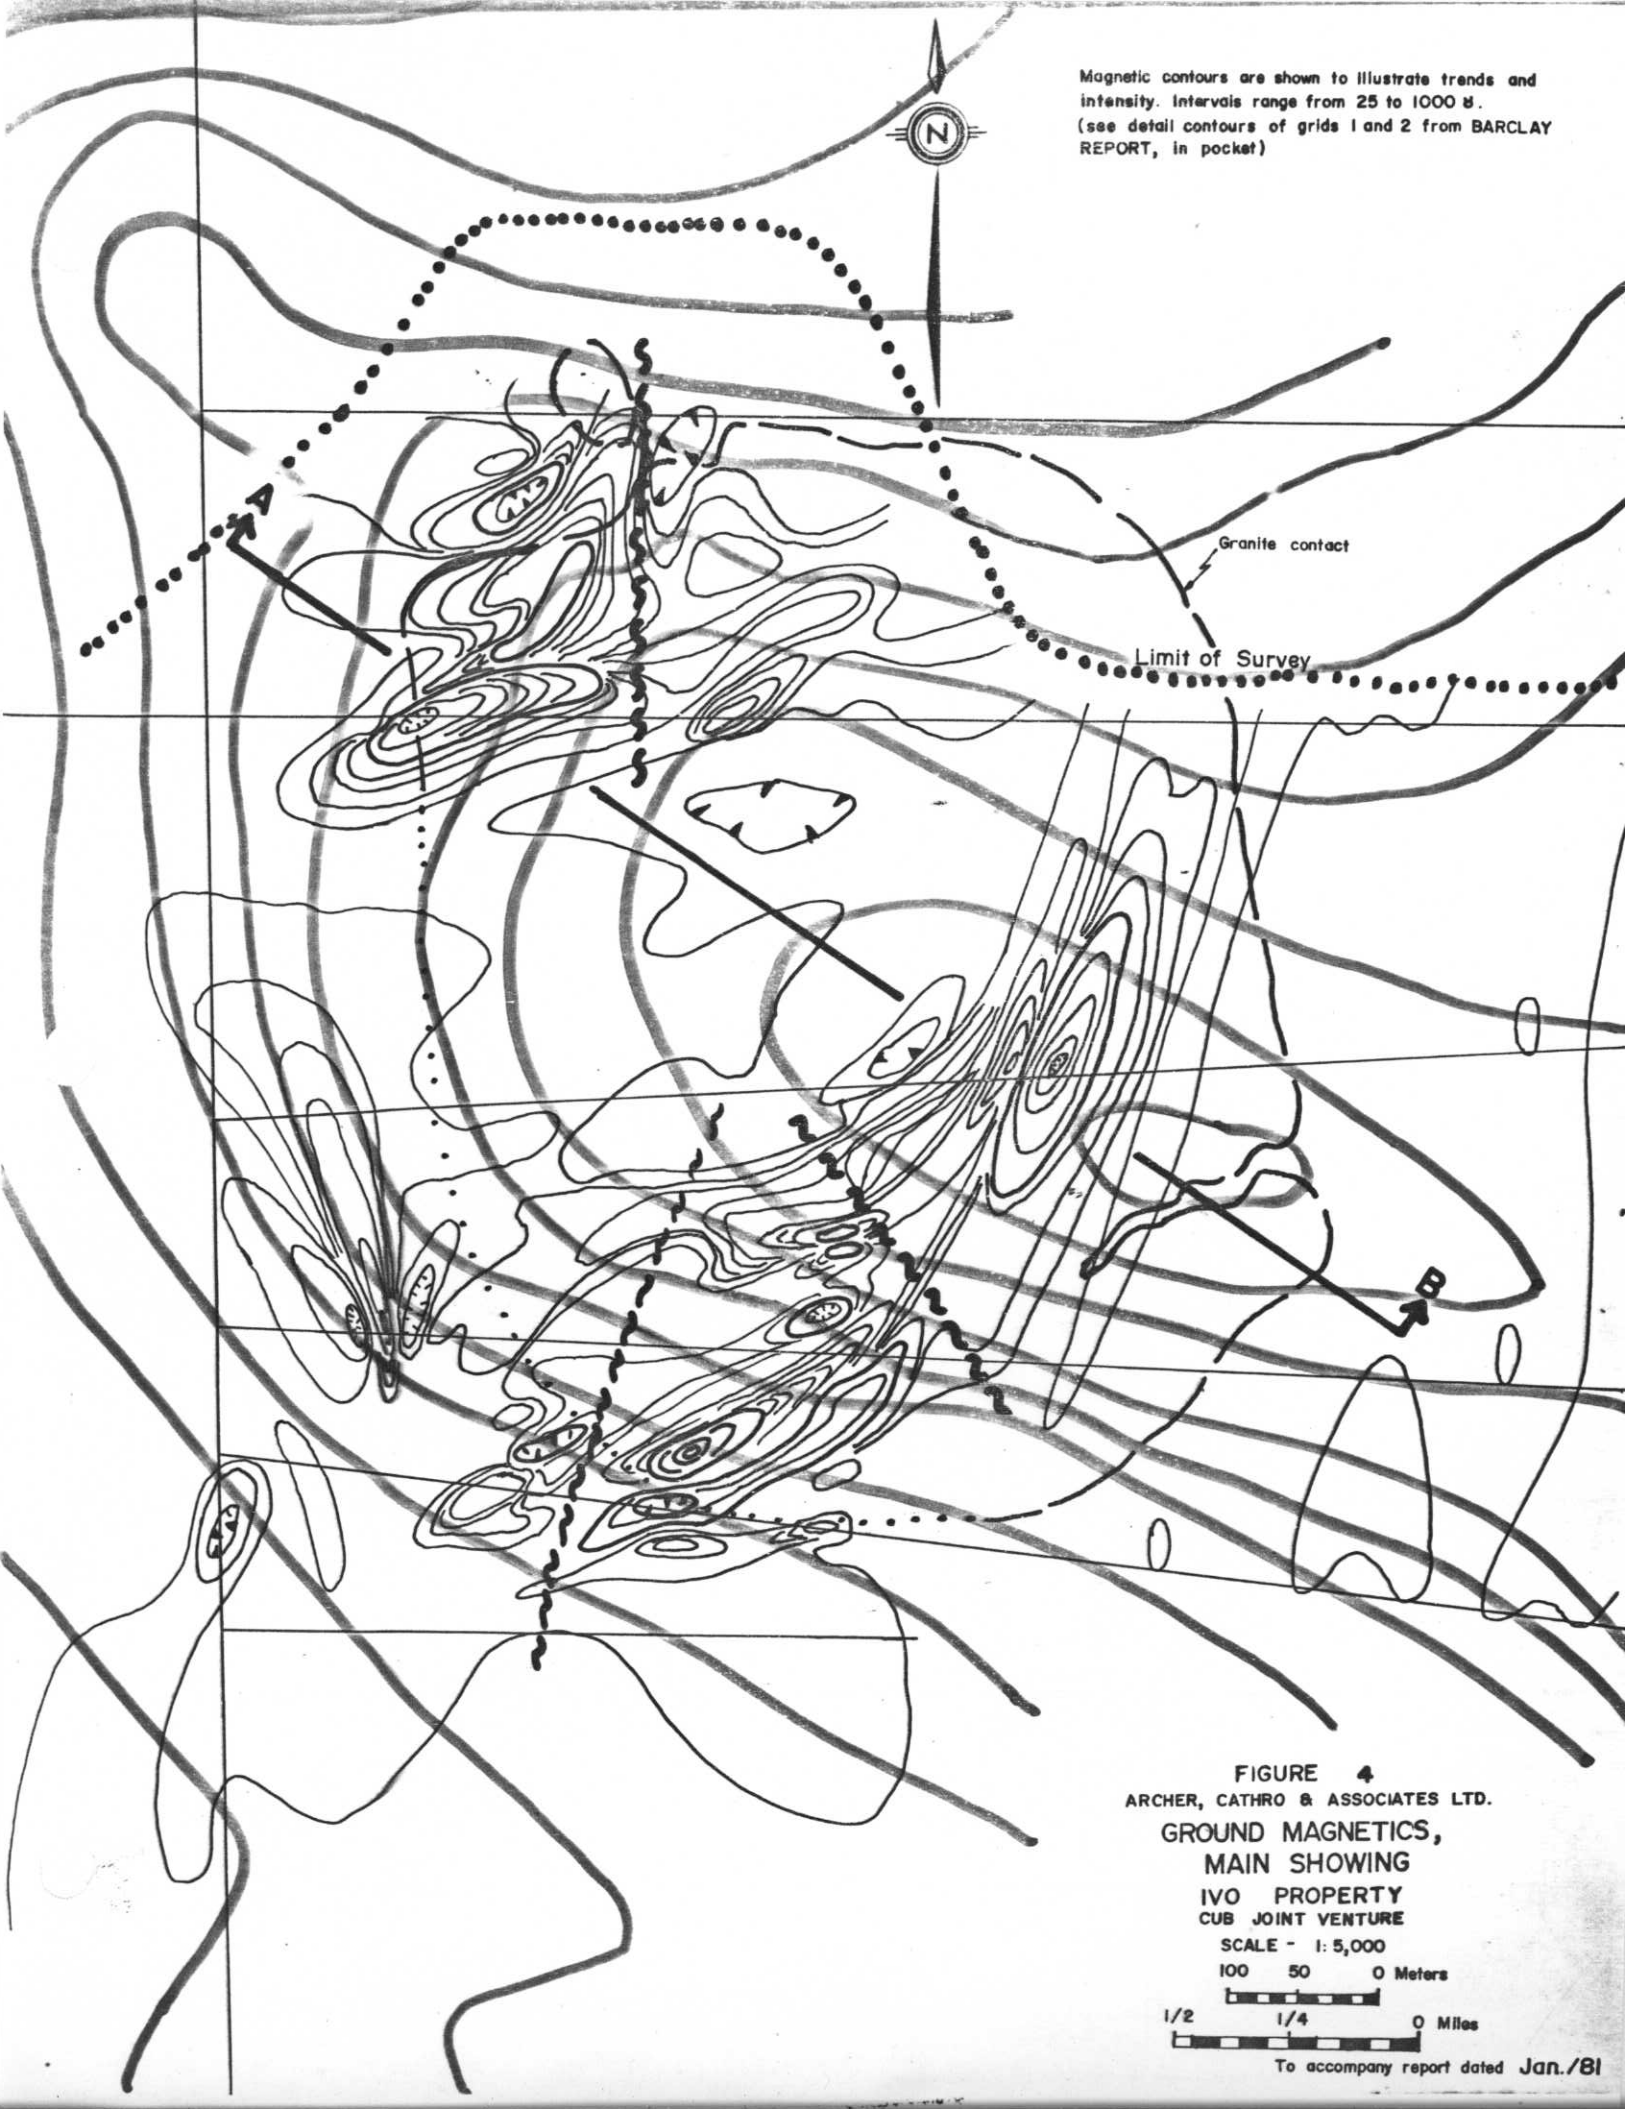 Magnetic contours are shown to illustrate trends and
intensity. Intervals range from 25 to 1000 ४.
(see detail contours of grids 1 and 2 from BARCLAY
REPORT, in pocket)
N
A
Granite contact
Limit of Survey
B
FIGURE 4
ARCHER, CATHRO & ASSOCIATES LTD.
GROUND MAGNETICS,
MAIN SHOWING
IVO PROPERTY
CUB JOINT VENTURE
SCALE - 1:5,000
100 50 0 Meters
1/2 1/4 0 Miles
To accompany report dated Jan./81